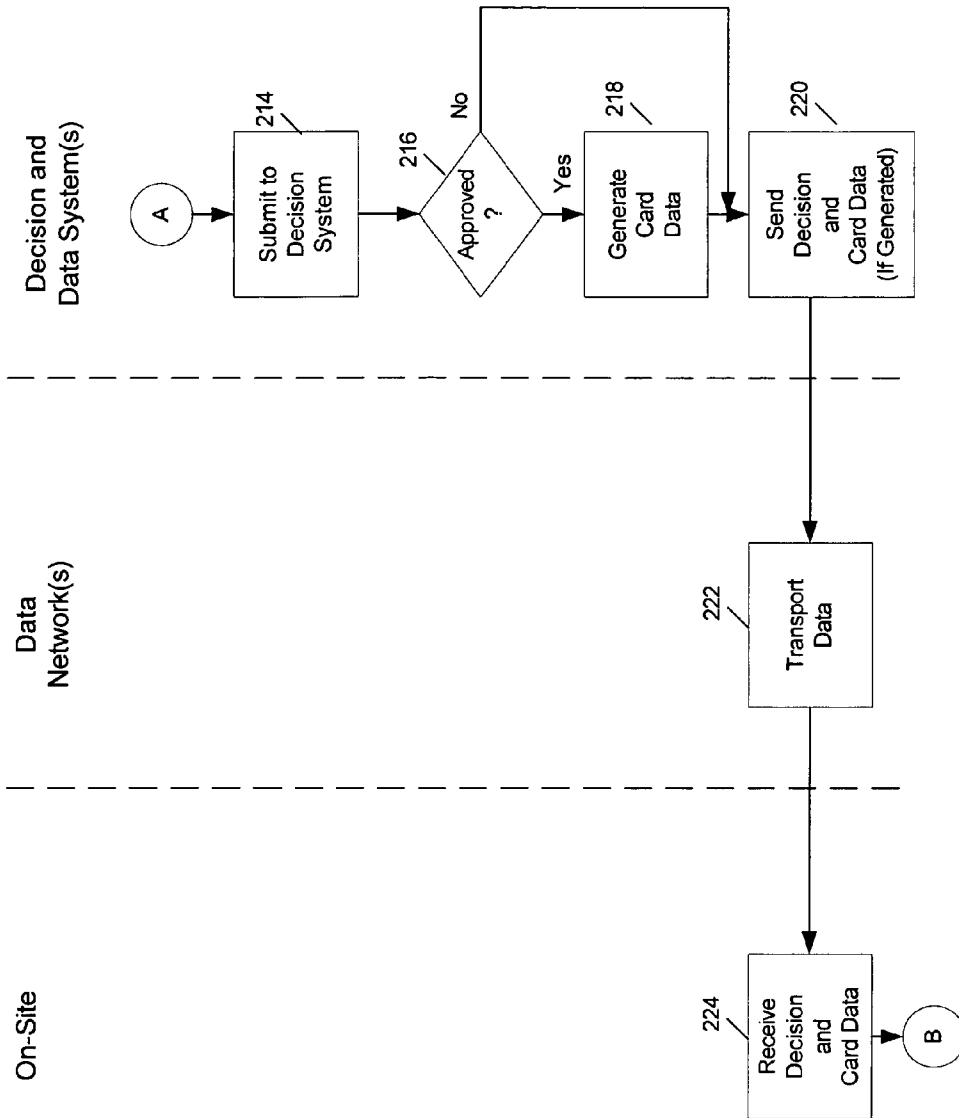 On-Site
Data
Network(s)
Decision and
Data System(s)
A
214
Submit to
Decision
System
216
Approved
?
No
Yes
218
Generate
Card
Data
220
Send
Decision
and
Card Data
(If Generated)
222
Transport
Data
224
Receive
Decision
and
Card Data
B